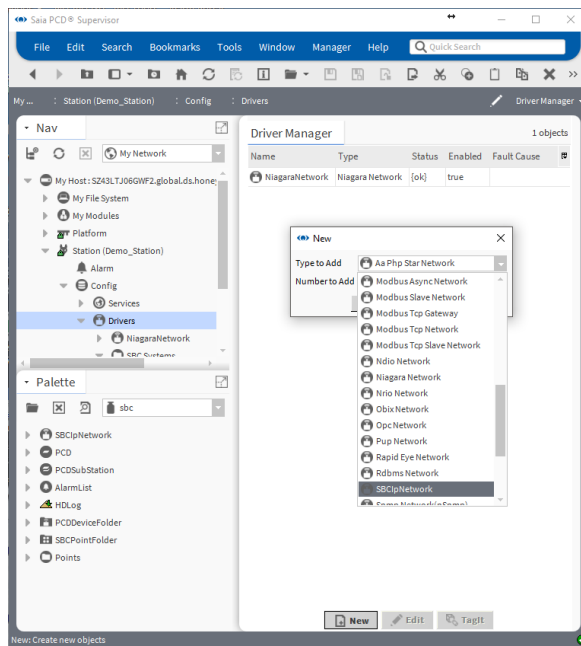 Saia PCD® Supervisor
File Edit Search Bookmarks Tools Window Manager Help Quick Search
My ... : Station (Demo_Station) : Config : Drivers Driver Manager
Nav
My Network
My Host : SZ43LTJ06GWF2.global.ds.hone
My File System
My Modules
Platform
Station (Demo_Station)
Alarm
Config
Services
Drivers
NiagaraNetwork
SBC Systems
Palette
sbc
SBCIpNetwork
PCD
PCDSubStation
AlarmList
HDLog
PCDDeviceFolder
SBCPointFolder
Points
Driver Manager 1 objects
Name Type Status Enabled Fault Cause
NiagaraNetwork Niagara Network {ok} true
New
Type to Add Aa Php Star Network
Number to Add
Modbus Async Network
Modbus Slave Network
Modbus Tcp Gateway
Modbus Tcp Network
Modbus Tcp Slave Network
Ndio Network
Niagara Network
Nrio Network
Obix Network
Opc Network
Pup Network
Rapid Eye Network
Rdbms Network
SBCIpNetwork
New Edit TagIt
New: Create new objects